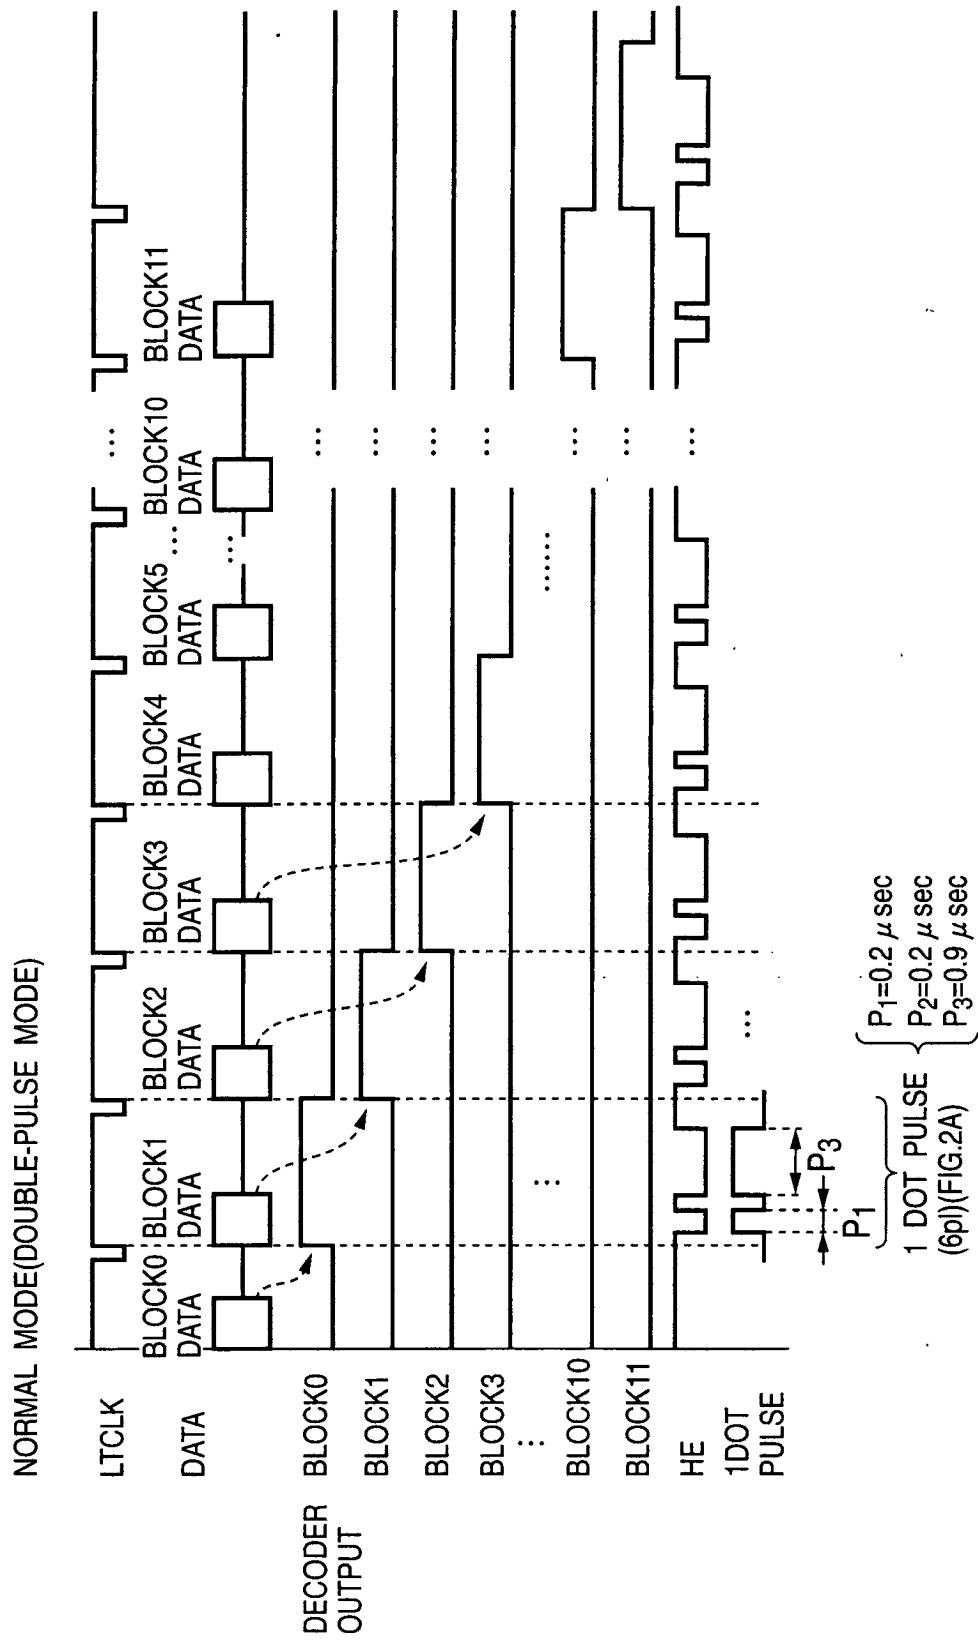 NORMAL MODE(DOUBLE-PULSE MODE)
LTCLK
...
DATA
BLOCK0 DATA
BLOCK1 DATA
BLOCK2 DATA
BLOCK3 DATA
BLOCK4 DATA
BLOCK5 DATA
...
...
BLOCK10 DATA
BLOCK11 DATA
DECODER OUTPUT
BLOCK0
...
BLOCK1
...
BLOCK2
...
BLOCK3
...
...
...
......
BLOCK10
...
BLOCK11
...
HE
...
1DOT PULSE
...
P1
P3
1 DOT PULSE
(6pl)(FIG.2A)
P1=0.2 μsec
P2=0.2 μsec
P3=0.9 μsec